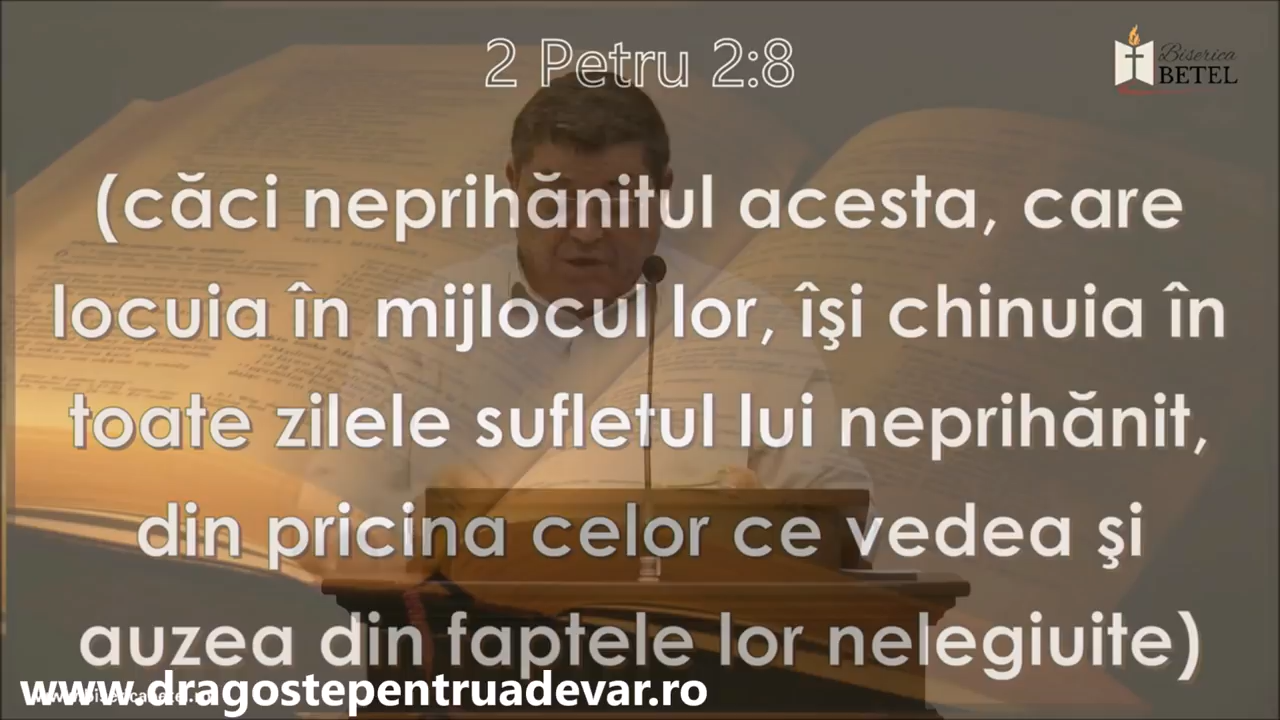 2 Petru 2:8
Biserica
BETEL
(căci neprihănitul acesta, care
locuia în mijlocul lor, îşi chinuia în
toate zilele sufletul lui neprihănit,
din pricina celor ce vedea şi
auzea din faptele lor nelegiuite)
www.dragostepentruadevar.ro